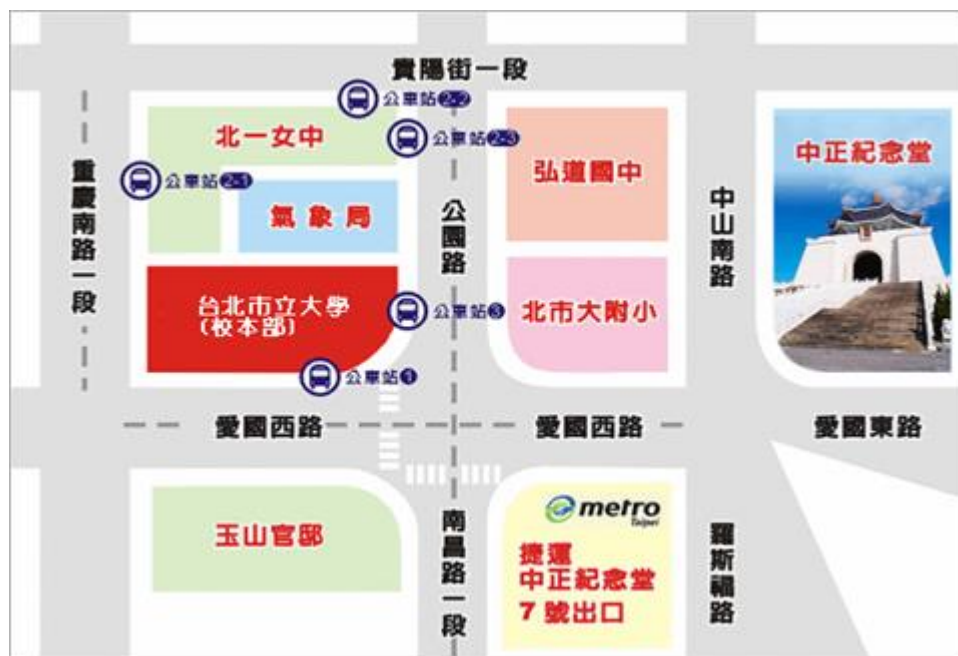 貴陽街一段
公車站2-2
北一女中
公車站2-3
弘道國中
中正紀念堂
公車站2-1
氣象局
重慶南路一段
公園路
中山南路
台北市立大學
(校本部)
公車站3
北市大附小
公車站1
愛國西路
愛國西路
愛國東路
玉山官邸
南昌路一段
metro
Taipei
捷運
中正紀念堂
7號出口
羅斯福路